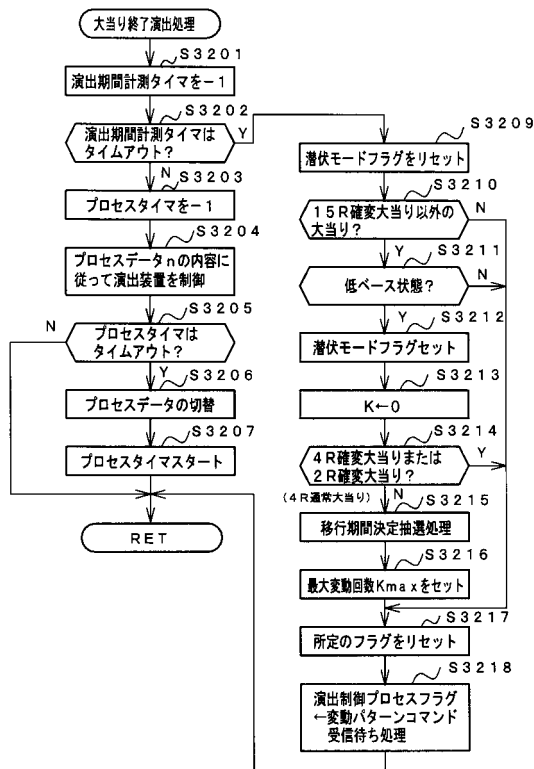 大当り終了演出処理
S3201
演出期間計測タイマを－1
S3202
演出期間計測タイマは
タイムアウト？
Y
N
S3203
プロセスタイマを－1
S3204
プロセスデータnの内容に
従って演出装置を制御
S3205
N
プロセスタイマは
タイムアウト？
Y
S3206
プロセスデータの切替
S3207
プロセスタイマスタート
RET
S3209
潜伏モードフラグをリセット
S3210
15R確変大当り以外の
大当り？
N
Y
S3211
低ベース状態？
N
Y
S3212
潜伏モードフラグセット
S3213
K←0
S3214
4R確変大当りまたは
2R確変大当り？
Y
(4R通常大当り)
N
S3215
移行期間決定抽選処理
S3216
最大変動回数Kmaxをセット
S3217
所定のフラグをリセット
S3218
演出制御プロセスフラグ
←変動パターンコマンド
受信待ち処理